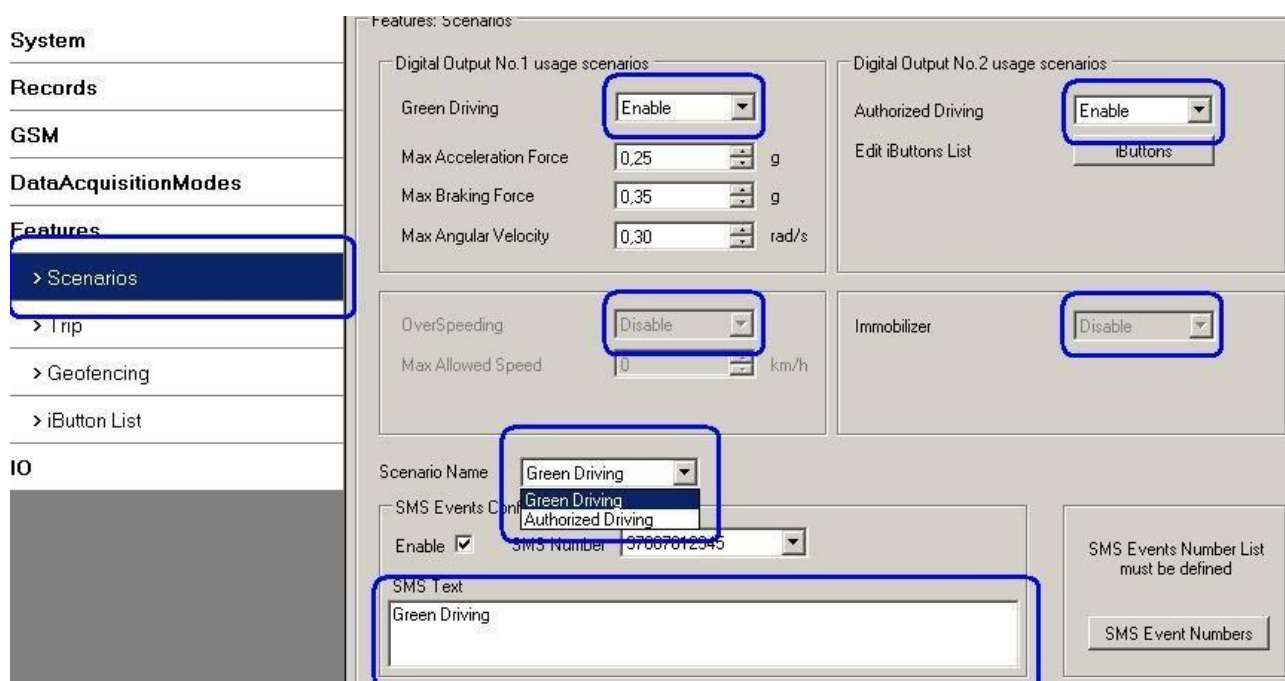 System
Records
GSM
DataAcquisitionModes
Features
> Scenarios
> Trip
> Geofencing
> iButton List
IO
Features: Scenarios
Digital Output No.1 usage scenarios
Green Driving Enable
Max Acceleration Force 0,25 g
Max Braking Force 0,35 g
Max Angular Velocity 0,30 rad/s
Digital Output No.2 usage scenarios
Authorized Driving Enable
Edit iButtons List iButtons
OverSpeeding Disable
Max Allowed Speed 0 km/h
Immobilizer Disable
Scenario Name Green Driving
Green Driving
Authorized Driving
SMS Events
Enable SMS Number 37067012345
SMS Text
Green Driving
SMS Events Number List
must be defined
SMS Event Numbers